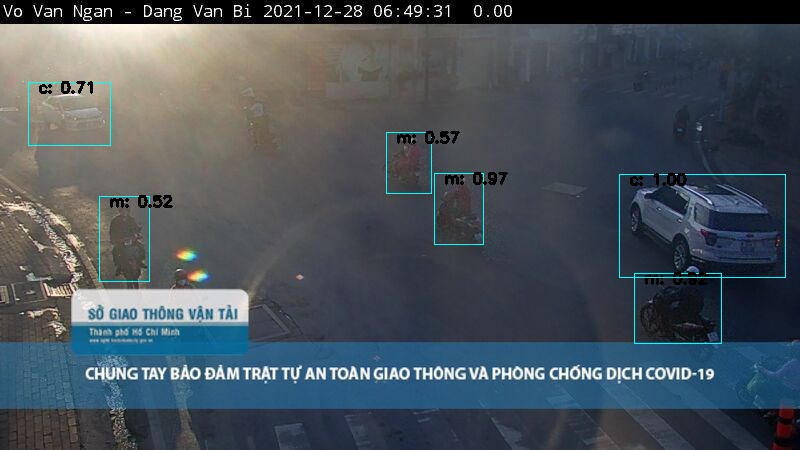 Vo Van Ngan - Dang Van Bi 2021-12-28 06:49:31 0.00
c: 0.71
m: 0.57
m: 0.97
c: 1.00
m: 0.52
m: 0.92
SỞ GIAO THÔNG VẬN TẢI
Thành phố Hồ Chí Minh
CHUNG TAY BẢO ĐẢM TRẬT TỰ AN TOÀN GIAO THÔNG VÀ PHÒNG CHỐNG DỊCH COVID-19